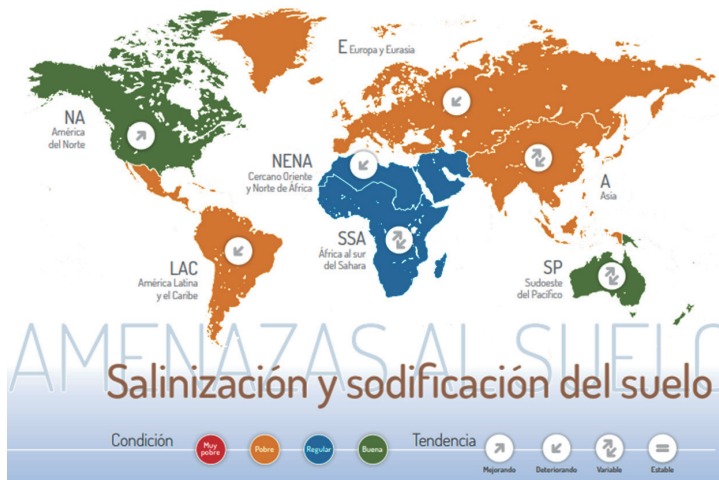 E Europa y Eurasia
NA
América
del Norte
NENA
Cercano Oriente
y Norte de África
A
Asia
SSA
África al sur
del Sahara
LAC
América Latina
y el Caribe
SP
Sudoeste
del Pacífico
AMENAZAS AL SUELO
Salinización y sodificación del suelo
Condición
Muy
pobre
Pobre
Regular
Buena
Tendencia
Mejorando
Deteriorando
Variable
Estable